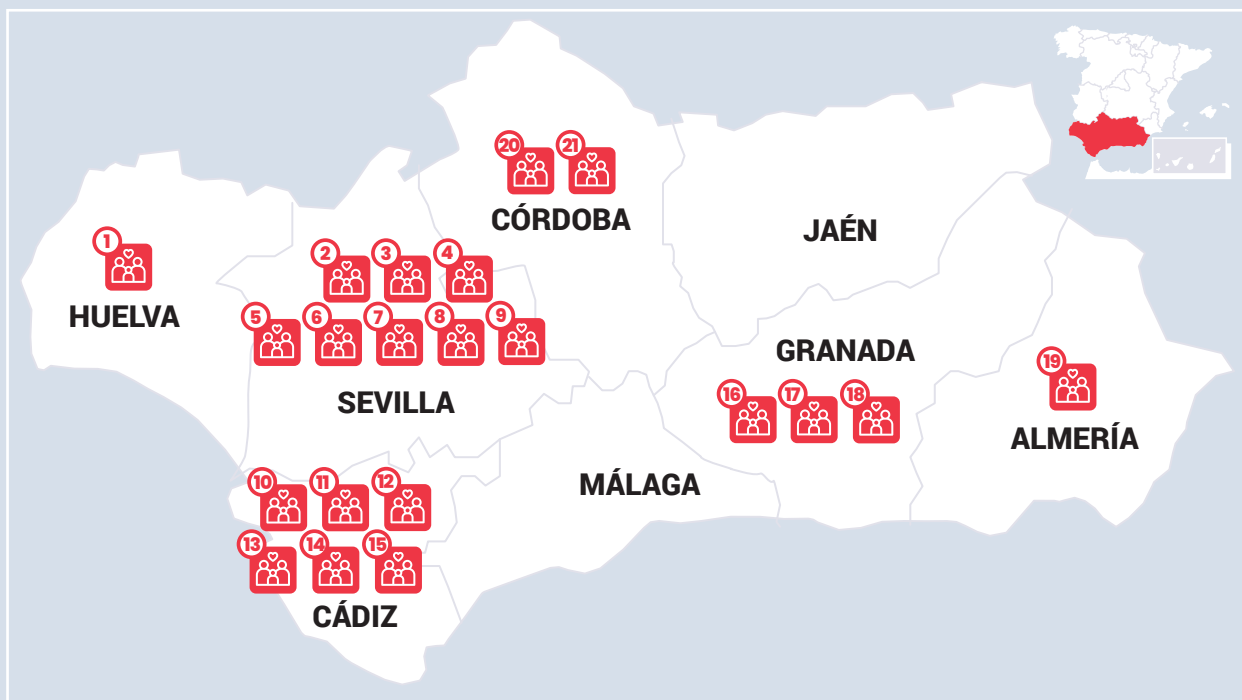 20 21
CÓRDOBA
JAÉN
1
HUELVA
2 3 4
5 6 7 8 9
SEVILLA
GRANADA
16 17 18
19
ALMERÍA
MÁLAGA
10 11 12
13 14 15
CÁDIZ